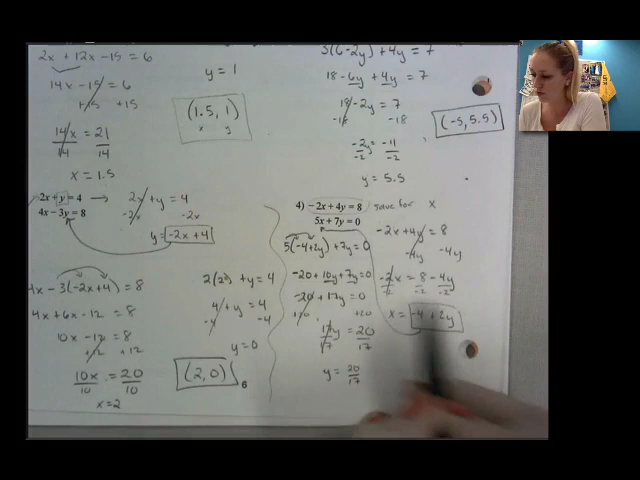 2x + 12x - 15 = 6
14x - 15 = 6
+15 +15
14x = 21
14 14
x = 1.5
y = 1
(1.5, 1)
x y
3(6-2y) + 4y = 7
18 - 6y + 4y = 7
18 - 2y = 7
-18 -18
-2y = -11
-2 -2
y = 5.5
(-5, 5.5)
2x + y = 4
4x - 3y = 8
2x + y = 4
-2x -2x
y = -2x + 4
4x - 3(-2x + 4) = 8
4x + 6x - 12 = 8
10x - 12 = 8
+12 +12
10x = 20
10 10
x = 2
2(2) + y = 4
4 + y = 4
-4 -4
y = 0
(2, 0)
6
4) -2x + 4y = 8 solve for x
5x + 7y = 0
5(-4+2y) + 7y = 0
-20 + 10y + 7y = 0
-20 + 17y = 0
+20 +20
17y = 20
17 17
y = 20
17
-2x + 4y = 8
-4y -4y
-2x = 8 - 4y
-2 -2 -2
x = -4 + 2y